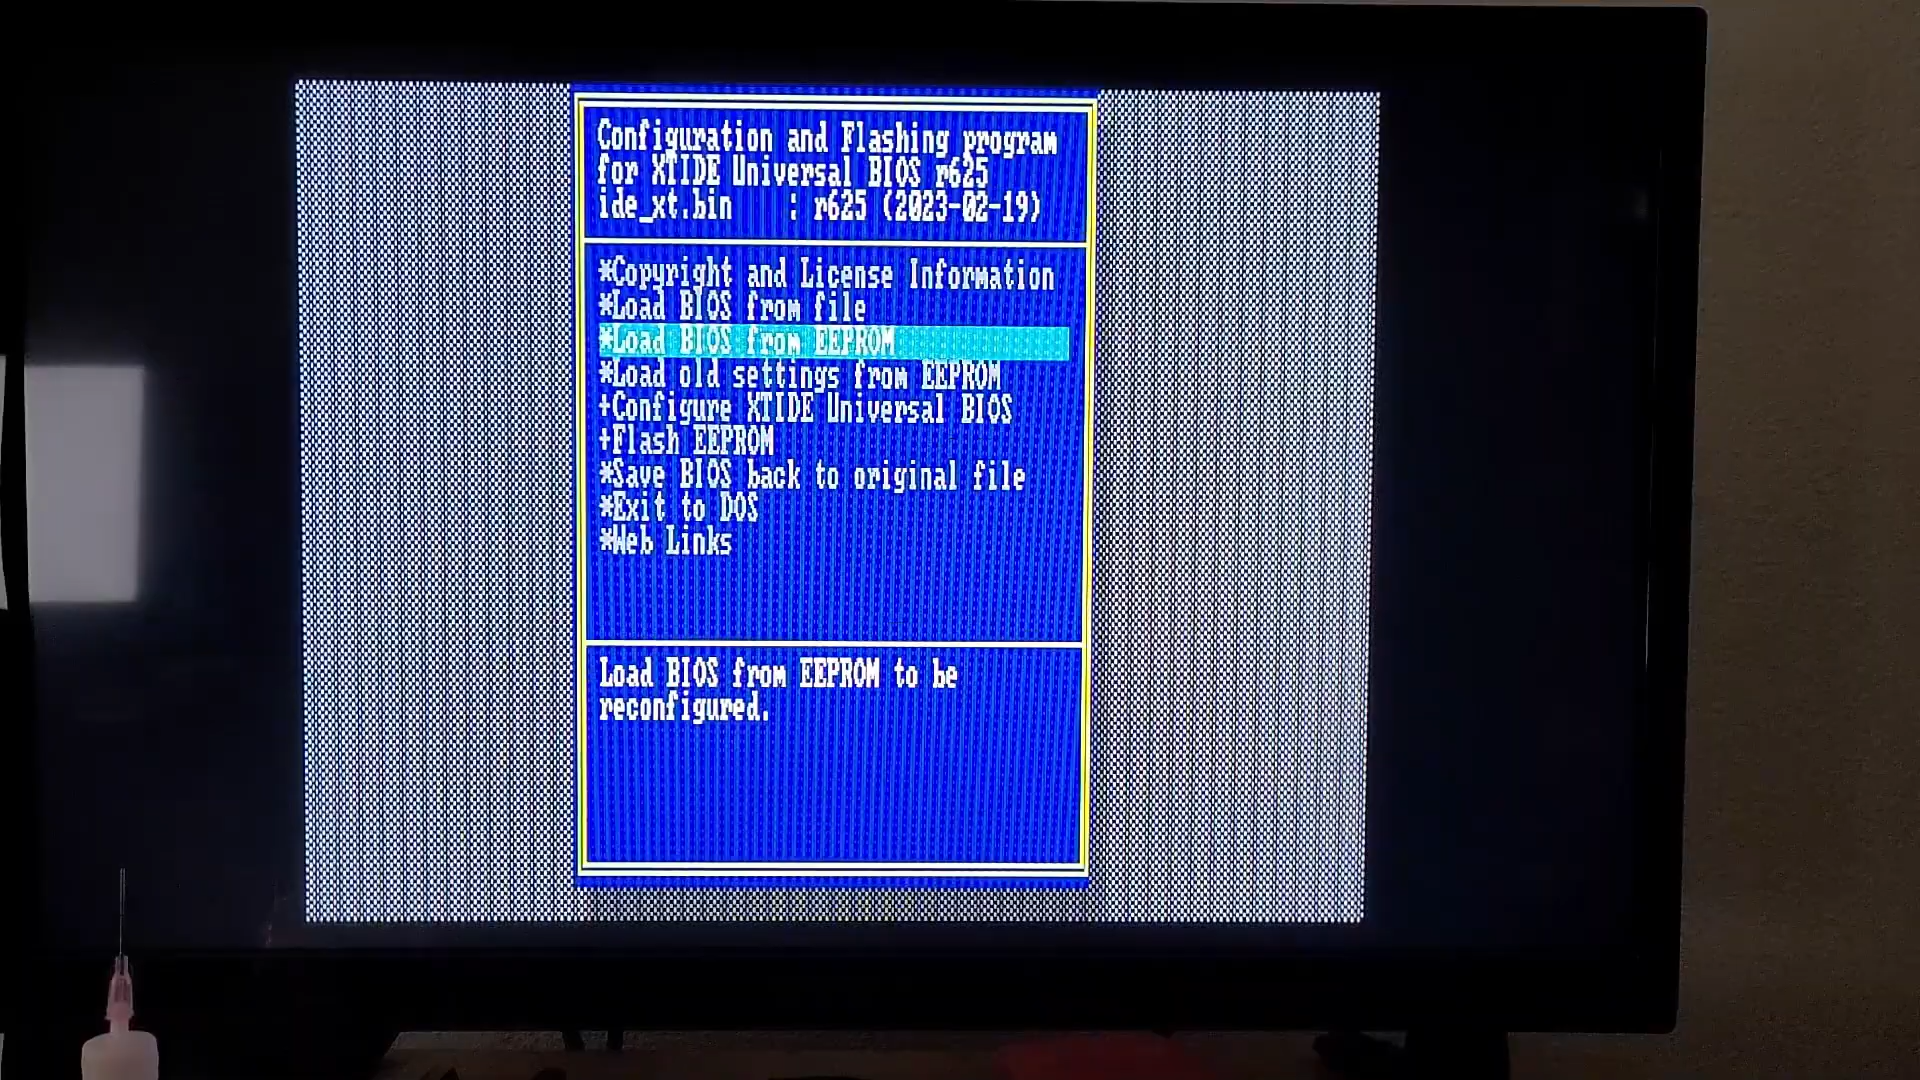 Configuration and Flashing program
for XTIDE Universal BIOS r625
ide_xt.bin : r625 (2023-02-19)
*Copyright and License Information
*Load BIOS from file
*Load BIOS from EEPROM
*Load old settings from EEPROM
+Configure XTIDE Universal BIOS
+Flash EEPROM
*Save BIOS back to original file
*Exit to DOS
*Web Links
Load BIOS from EEPROM to be
reconfigured.